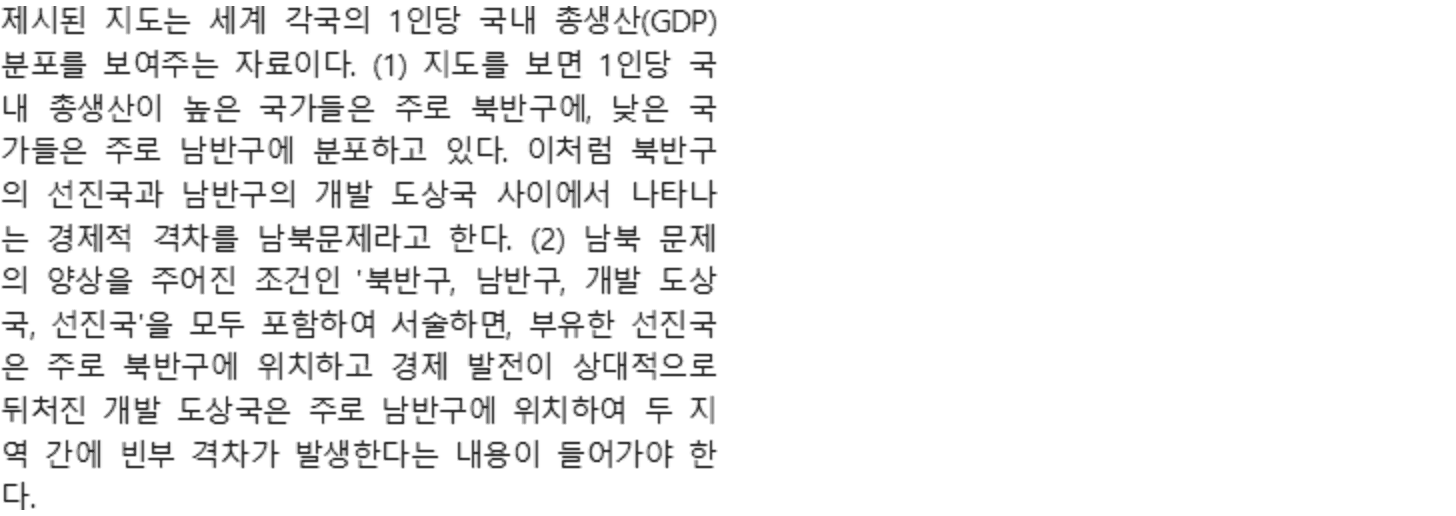 제시된 지도는 세계 각국의 1인당 국내 총생산(GDP)
분포를 보여주는 자료이다. (1) 지도를 보면 1인당 국
내 총생산이 높은 국가들은 주로 북반구에, 낮은 국
가들은 주로 남반구에 분포하고 있다. 이처럼 북반구
의 선진국과 남반구의 개발 도상국 사이에서 나타나
는 경제적 격차를 남북문제라고 한다. (2) 남북 문제
의 양상을 주어진 조건인 '북반구, 남반구, 개발 도상
국, 선진국'을 모두 포함하여 서술하면, 부유한 선진국
은 주로 북반구에 위치하고 경제 발전이 상대적으로
뒤처진 개발 도상국은 주로 남반구에 위치하여 두 지
역 간에 빈부 격차가 발생한다는 내용이 들어가야 한
다.